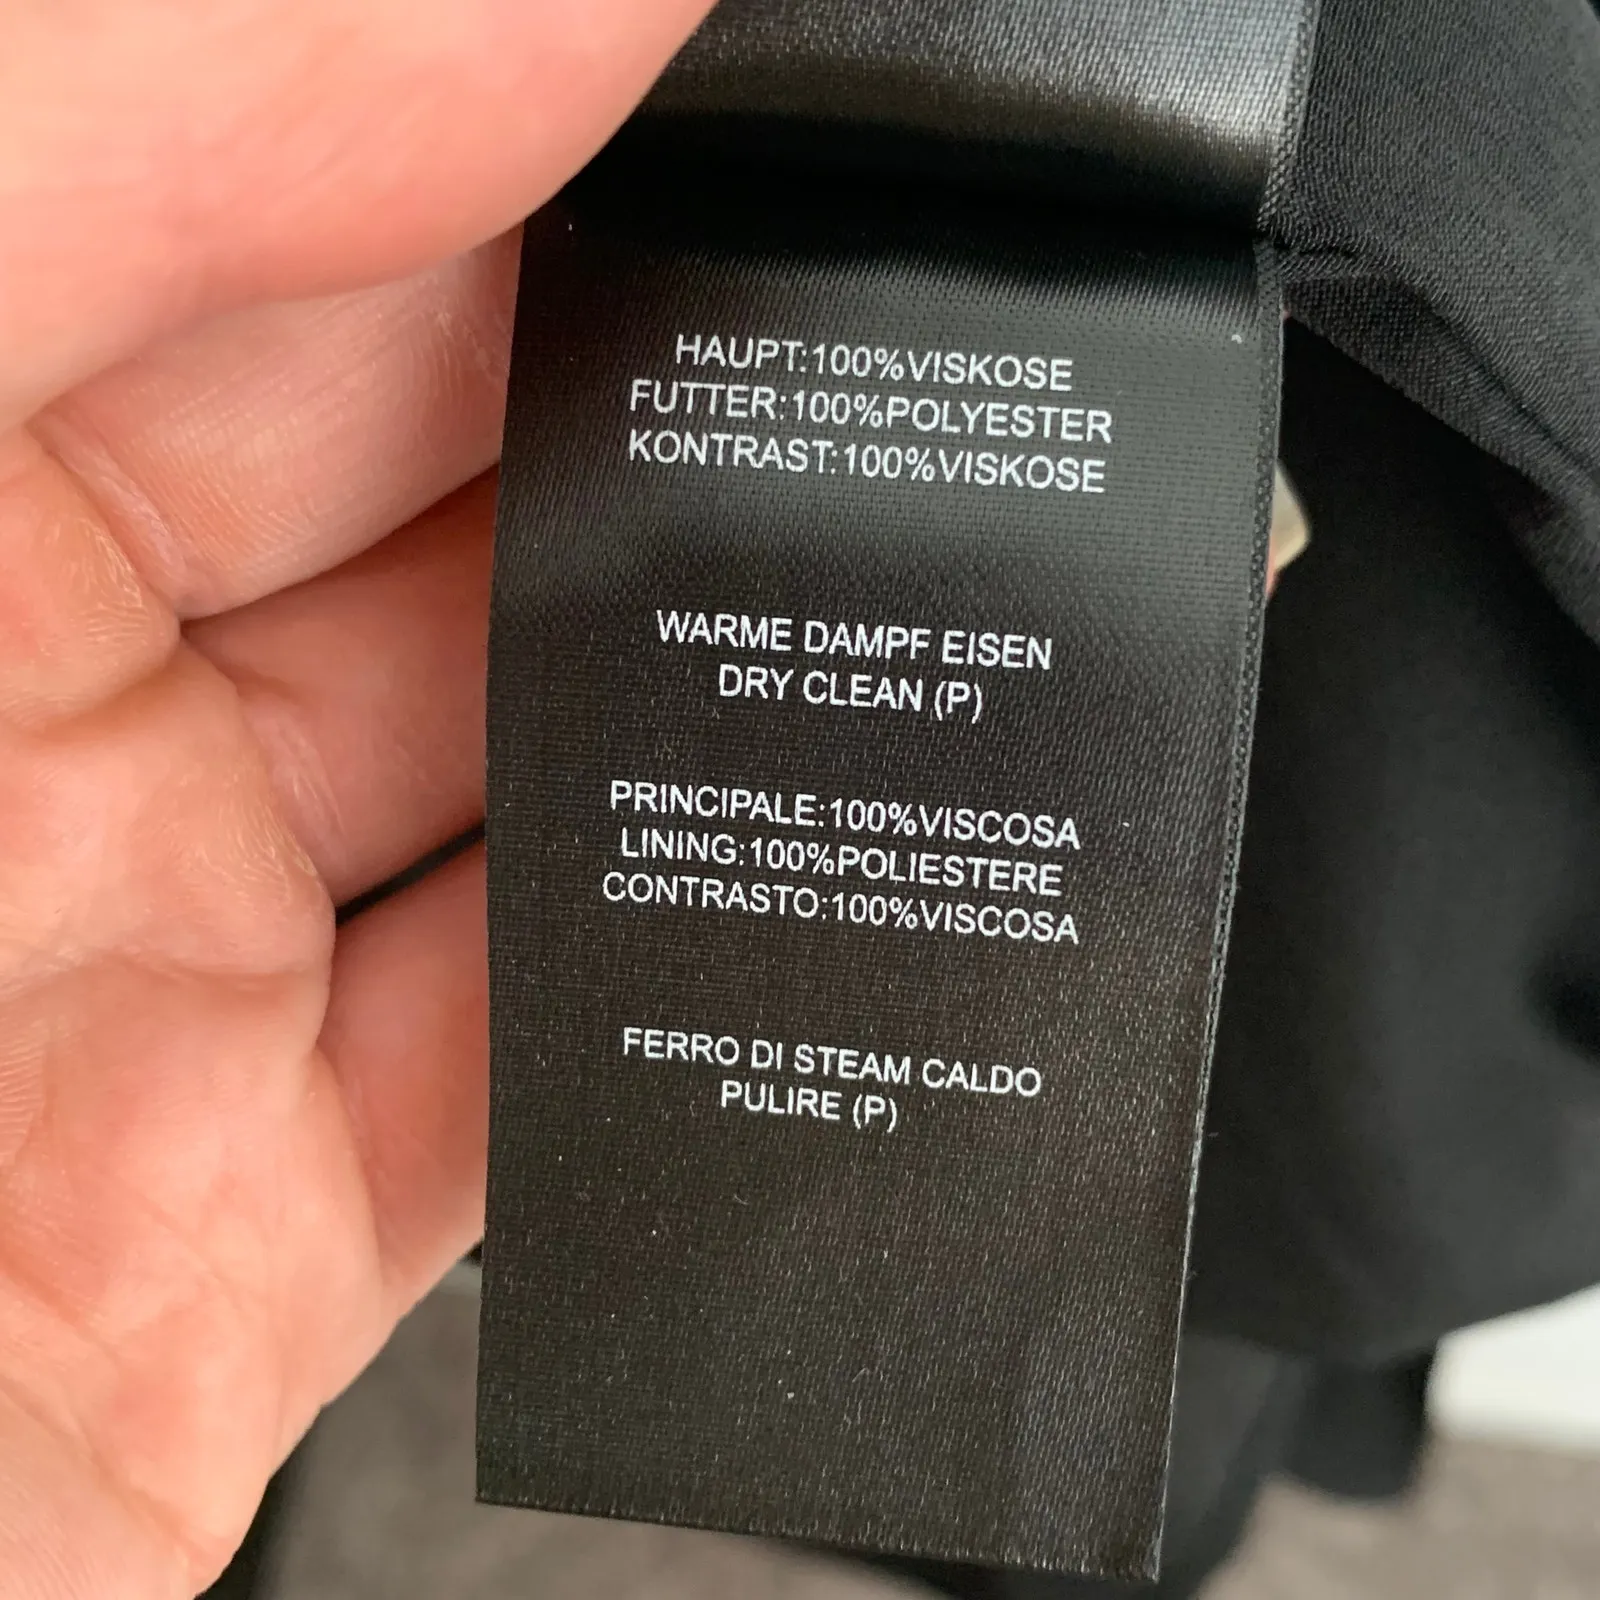 HAUPT:100%VISKOSE
FUTTER:100%POLYESTER
KONTRAST:100%VISKOSE
WARME DAMPF EISEN
DRY CLEAN (P)
PRINCIPALE:100%VISCOSA
LINING:100%POLIESTERE
CONTRASTO:100%VISCOSA
FERRO DI STEAM CALDO
PULIRE (P)